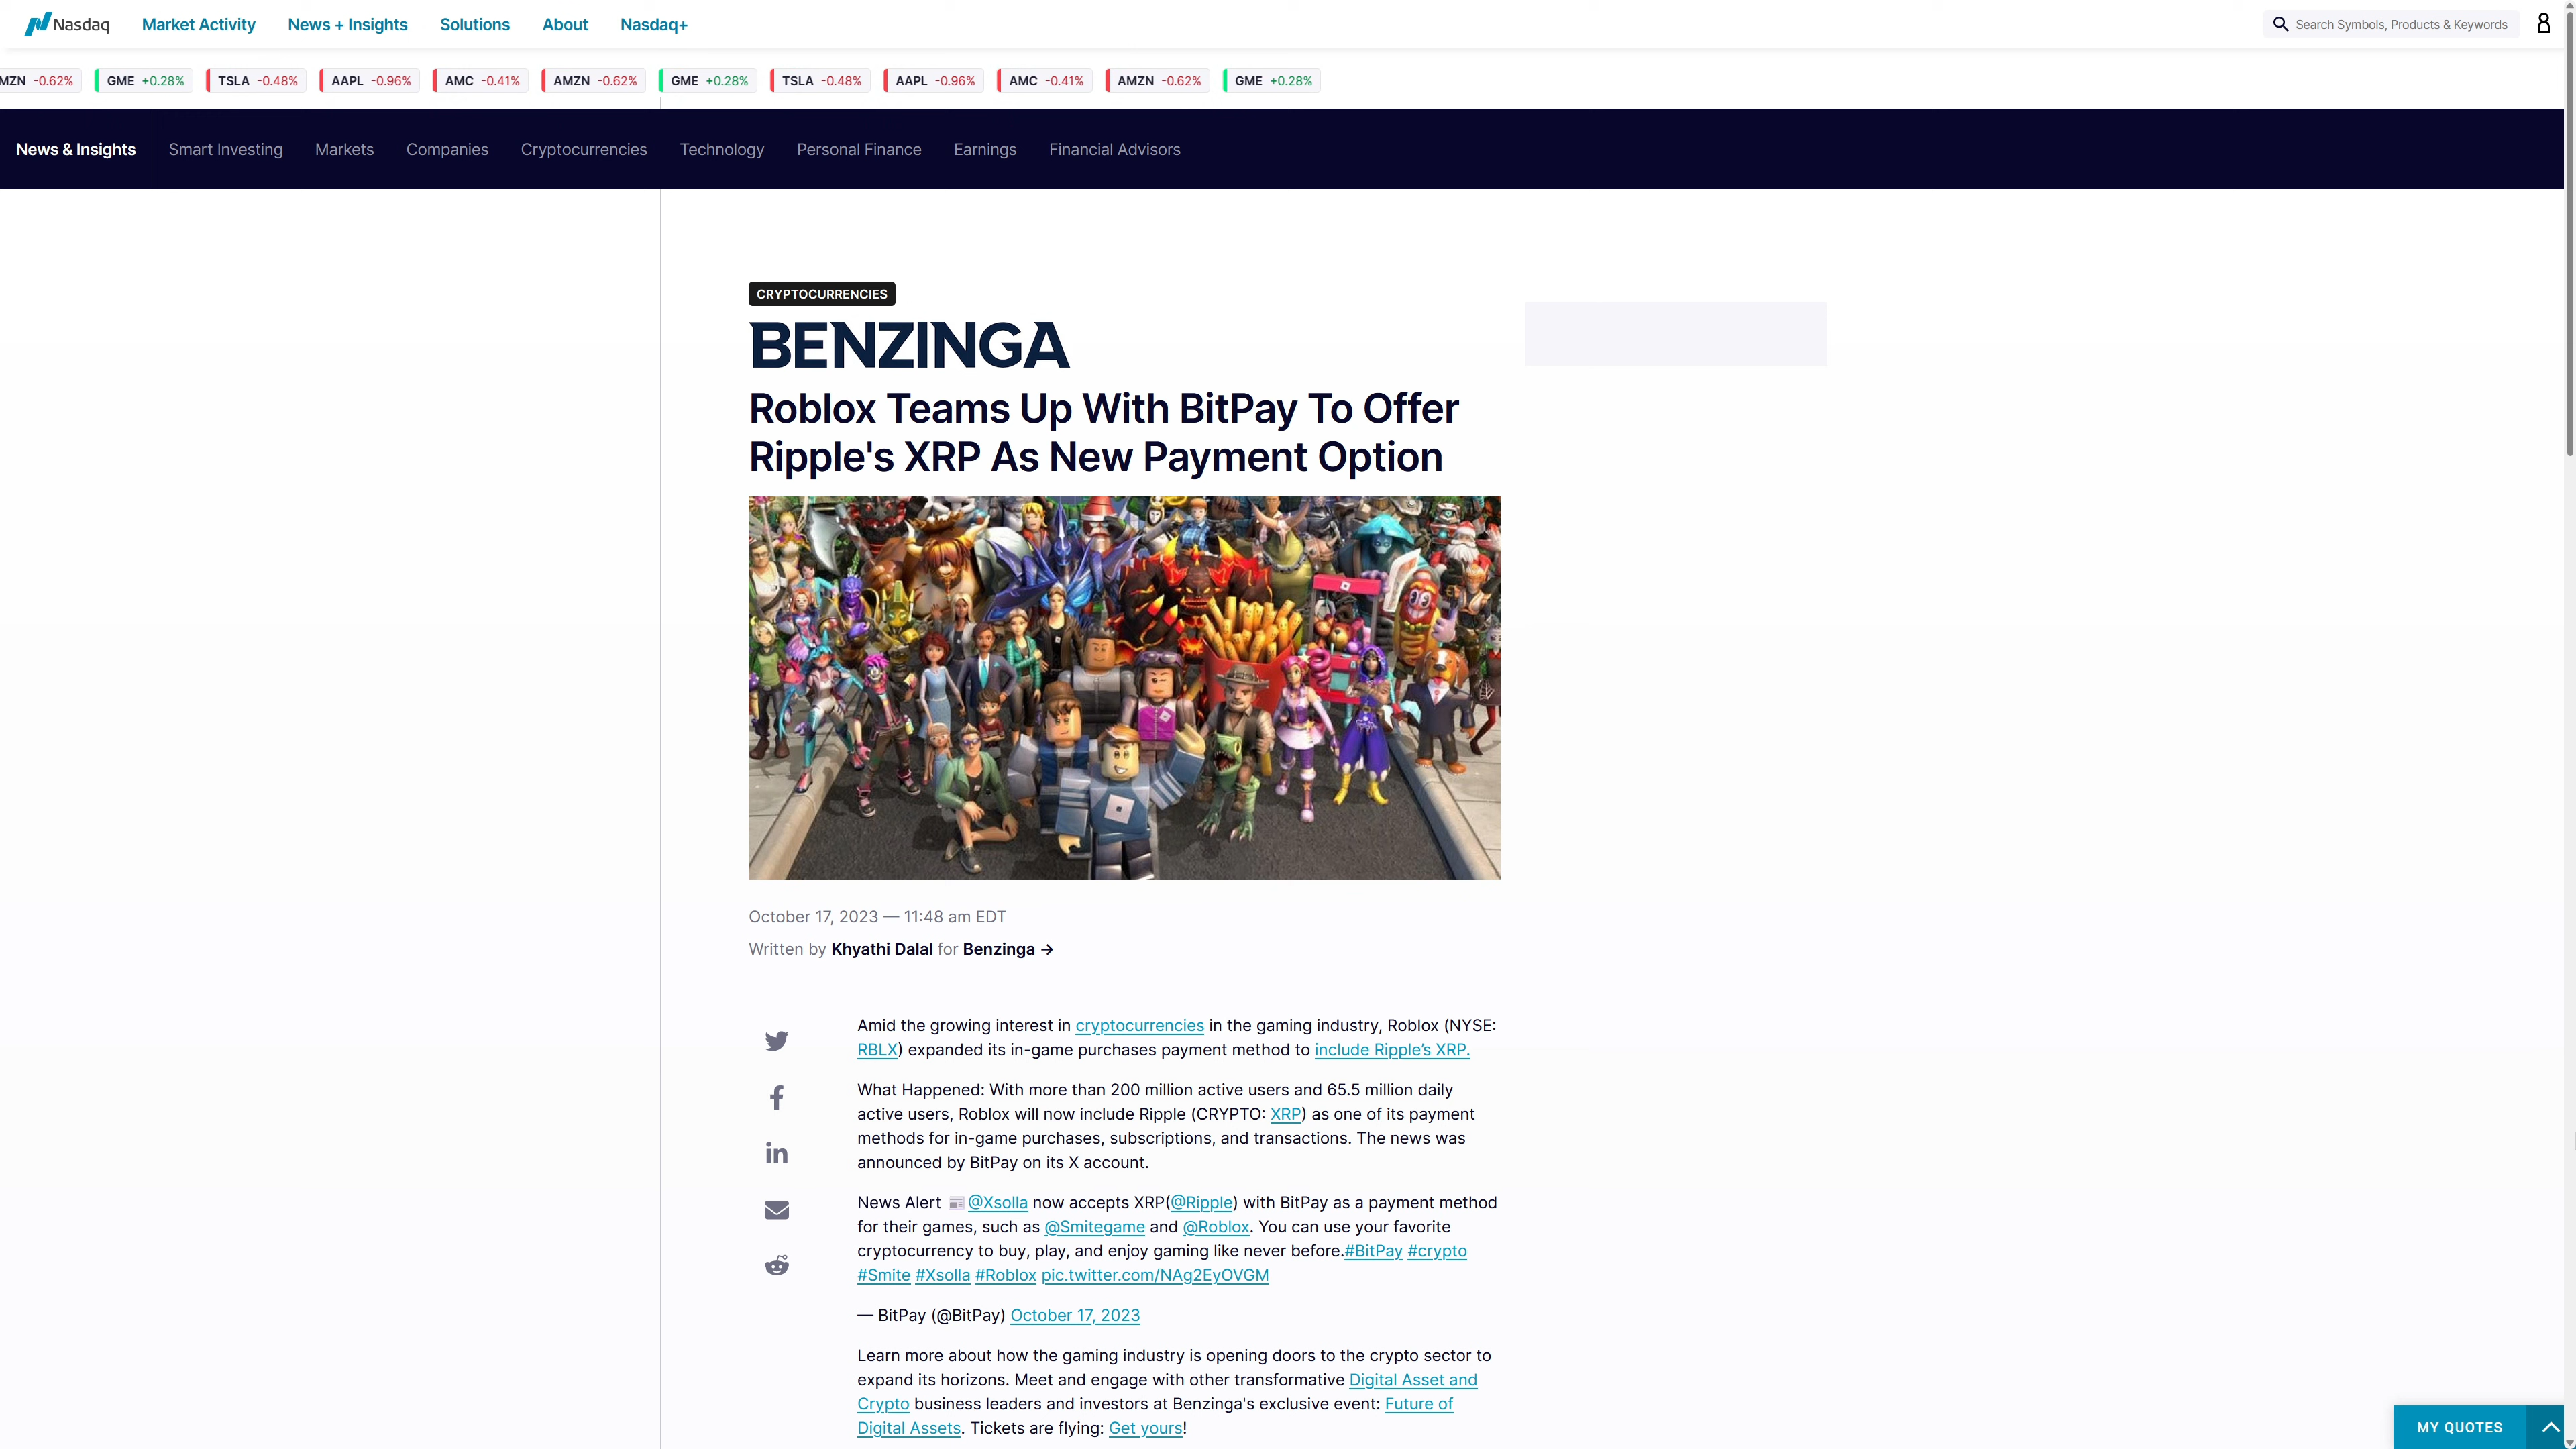 Nasdaq Market Activity News + Insights Solutions About Nasdaq+ Search Symbols, Products & Keywords
MZN -0.62% GME +0.28% TSLA -0.48% AAPL -0.96% AMC -0.41% AMZN -0.62% GME +0.28% TSLA -0.48% AAPL -0.96% AMC -0.41% AMZN -0.62% GME +0.28%
News & Insights Smart Investing Markets Companies Cryptocurrencies Technology Personal Finance Earnings Financial Advisors
CRYPTOCURRENCIES
BENZINGA
Roblox Teams Up With BitPay To Offer
Ripple's XRP As New Payment Option
October 17, 2023 — 11:48 am EDT
Written by Khyathi Dalal for Benzinga →
Amid the growing interest in cryptocurrencies in the gaming industry, Roblox (NYSE:
RBLX) expanded its in-game purchases payment method to include Ripple’s XRP.
What Happened: With more than 200 million active users and 65.5 million daily
active users, Roblox will now include Ripple (CRYPTO: XRP) as one of its payment
methods for in-game purchases, subscriptions, and transactions. The news was
announced by BitPay on its X account.
News Alert 📰 @Xsolla now accepts XRP(@Ripple) with BitPay as a payment method
for their games, such as @Smitegame and @Roblox. You can use your favorite
cryptocurrency to buy, play, and enjoy gaming like never before.#BitPay #crypto
#Smite #Xsolla #Roblox pic.twitter.com/NAg2EyOVGM
— BitPay (@BitPay) October 17, 2023
Learn more about how the gaming industry is opening doors to the crypto sector to
expand its horizons. Meet and engage with other transformative Digital Asset and
Crypto business leaders and investors at Benzinga's exclusive event: Future of
Digital Assets. Tickets are flying: Get yours!
MY QUOTES